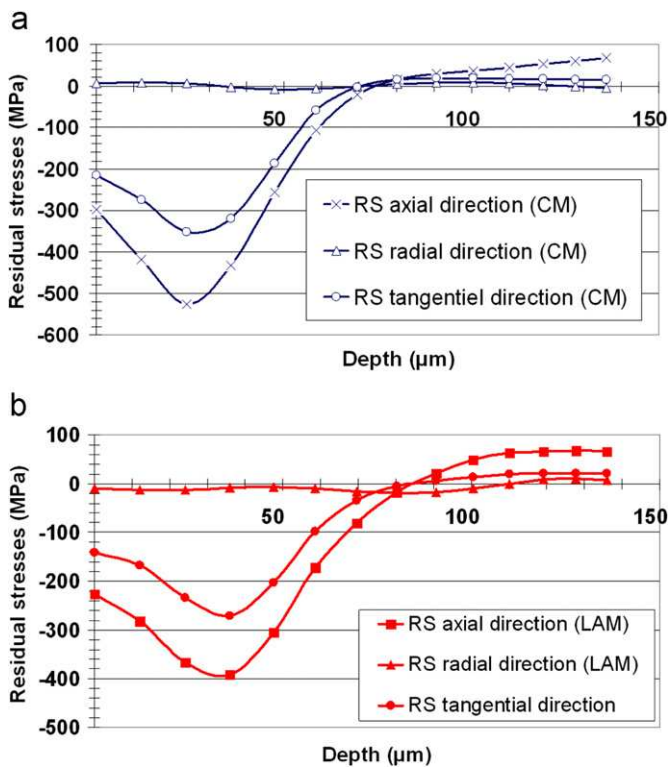 a
100
0
-100
-200
-300
-400
-500
-600
50
100
150
Residual stresses (MPa)
RS axial direction (CM)
RS radial direction (CM)
RS tangentiel direction (CM)
Depth (µm)
b
100
0
-100
-200
-300
-400
-500
50
100
150
Residual stresses (MPa)
RS axial direction (LAM)
RS radial direction (LAM)
RS tangential direction
Depth (µm)